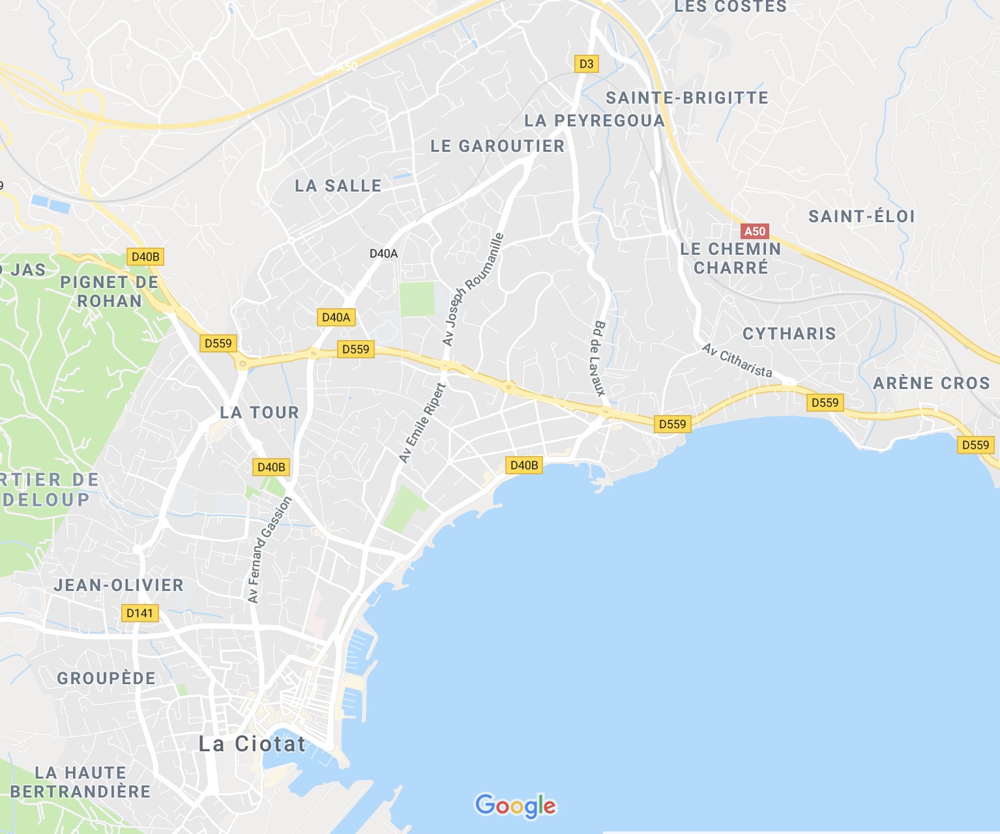 LES COSTES
A50
D3
SAINTE-BRIGITTE
LA PEYREGOUA
LE GAROUTIER
LA SALLE
9
SAINT-ÉLOI
A50
LE CHEMIN
CHARRÉ
D40B
D40A
JAS
PIGNET DE
ROHAN
Av Joseph Roumanille
D40A
D559
D559
Bd de Lavaux
CYTHARIS
Av Citharista
ARÈNE CROS
D559
LA TOUR
Av Emile Ripert
D559
D559
D40B
D40B
RTIER DE
DELOUP
Av Fernand Gassion
JEAN-OLIVIER
D141
GROUPÈDE
La Ciotat
LA HAUTE
BERTRANDIÈRE
Google